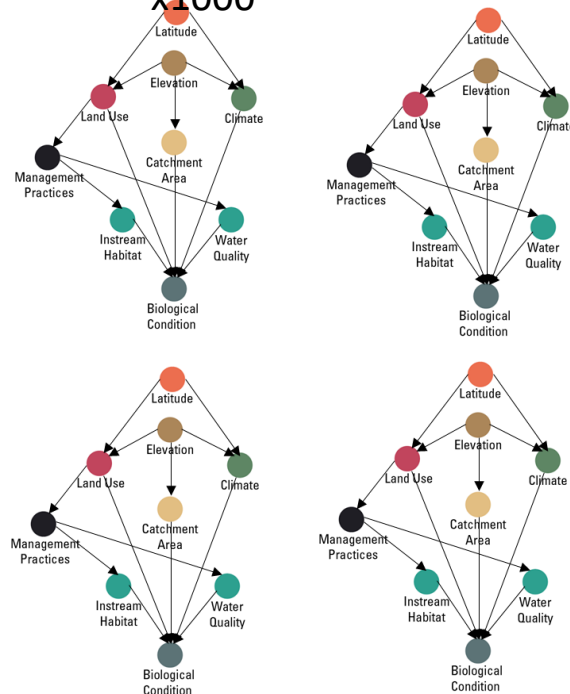 x1000
Latitude
Elevation
Land Use
Climate
Catchment
Area
Management
Practices
Instream
Habitat
Water
Quality
Biological
Condition
Latitude
Elevation
Land Use
Climate
Catchment
Area
Management
Practices
Instream
Habitat
Water
Quality
Biological
Condition
Latitude
Elevation
Land Use
Climate
Catchment
Area
Management
Practices
Instream
Habitat
Water
Quality
Biological
Condition
Latitude
Elevation
Land Use
Climate
Catchment
Area
Management
Practices
Instream
Habitat
Water
Quality
Biological
Condition